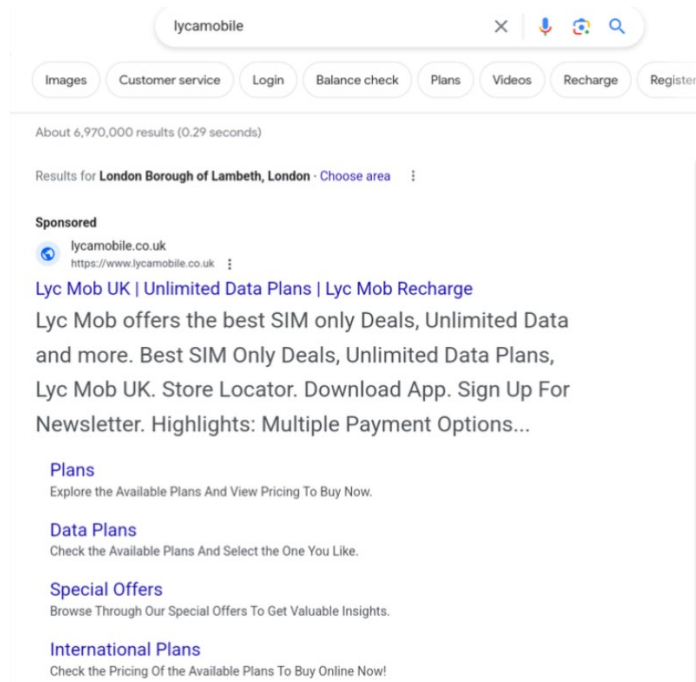 lycamobile
Images
Customer service
Login
Balance check
Plans
Videos
Recharge
Register
About 6,970,000 results (0.29 seconds)
Results for London Borough of Lambeth, London · Choose area
Sponsored
lycamobile.co.uk
https://www.lycamobile.co.uk
Lyc Mob UK | Unlimited Data Plans | Lyc Mob Recharge
Lyc Mob offers the best SIM only Deals, Unlimited Data
and more. Best SIM Only Deals, Unlimited Data Plans,
Lyc Mob UK. Store Locator. Download App. Sign Up For
Newsletter. Highlights: Multiple Payment Options...
Plans
Explore the Available Plans And View Pricing To Buy Now.
Data Plans
Check the Available Plans And Select the One You Like.
Special Offers
Browse Through Our Special Offers To Get Valuable Insights.
International Plans
Check the Pricing Of the Available Plans To Buy Online Now!